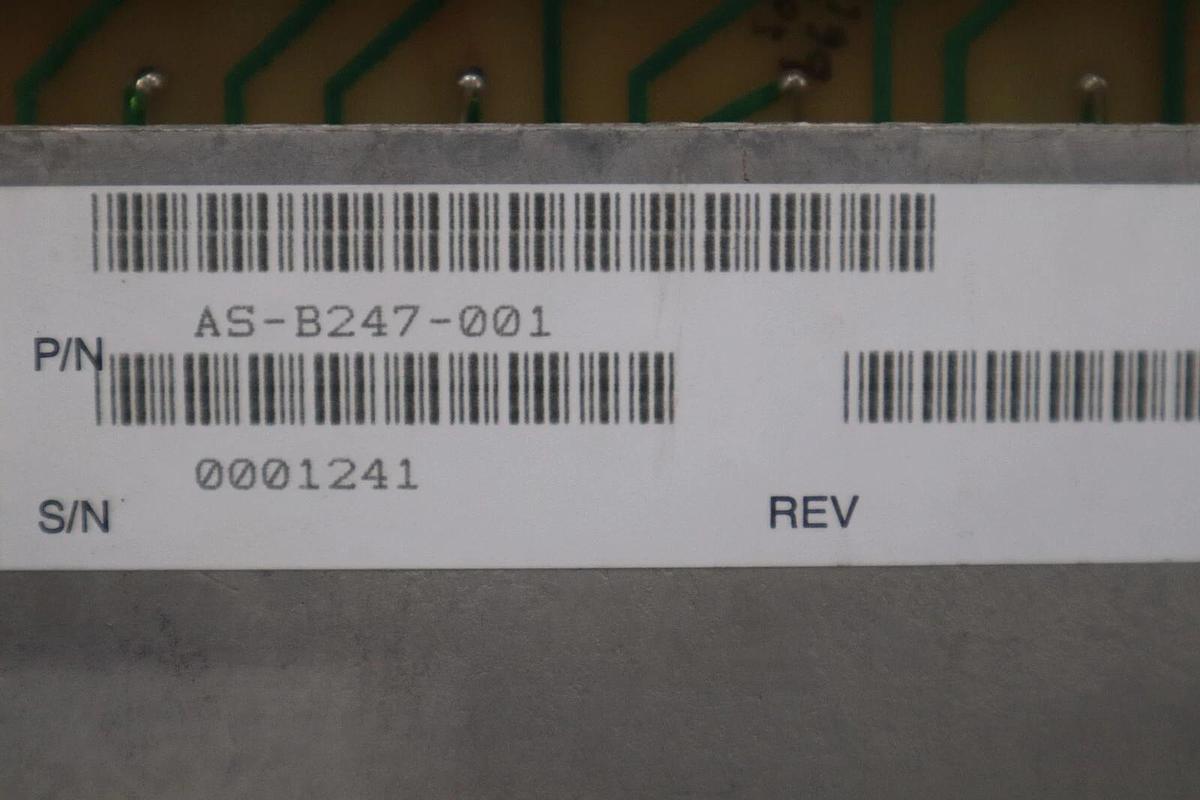 AS-B247-001
P/N
0001241
S/N
REV